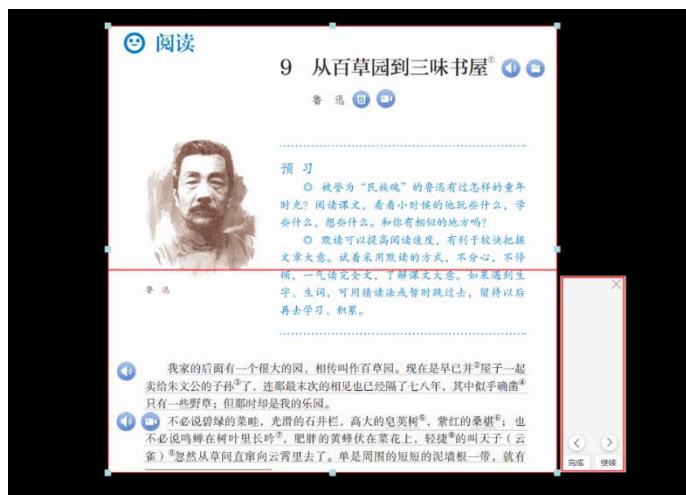 阅读
9 从百草园到三味书屋①
鲁迅
预习
◎ 被誉为“民族魂”的鲁迅有过怎样的童年
时光？阅读课文，看看小时候的他玩些什么，学
些什么，想些什么。和你有相似的地方吗？
◎ 默读可以提高阅读速度，有利于较快把握
文章大意。试着采用默读的方式，不分心，不停
顿，一气读完全文，了解课文大意。如果遇到生
字、生词，可用猜读法或暂时跳过去，留待以后
再去学习、积累。
鲁迅
我家的后面有一个很大的园，相传叫作百草园。现在是早已并②屋子一起
卖给朱文公的子孙③了，连那最末次的相见也已经隔了七八年，其中似乎确凿④
只有一些野草；但那时却是我的乐园。
不必说碧绿的菜畦，光滑的石井栏，高大的皂荚树⑤，紫红的桑椹⑥；也
不必说鸣蝉在树叶里长吟⑦，肥胖的黄蜂伏在菜花上，轻捷⑧的叫天子（云
雀）⑨忽然从草间直窜向云霄里去了。单是周围的短短的泥墙根一带，就有
完成 继续